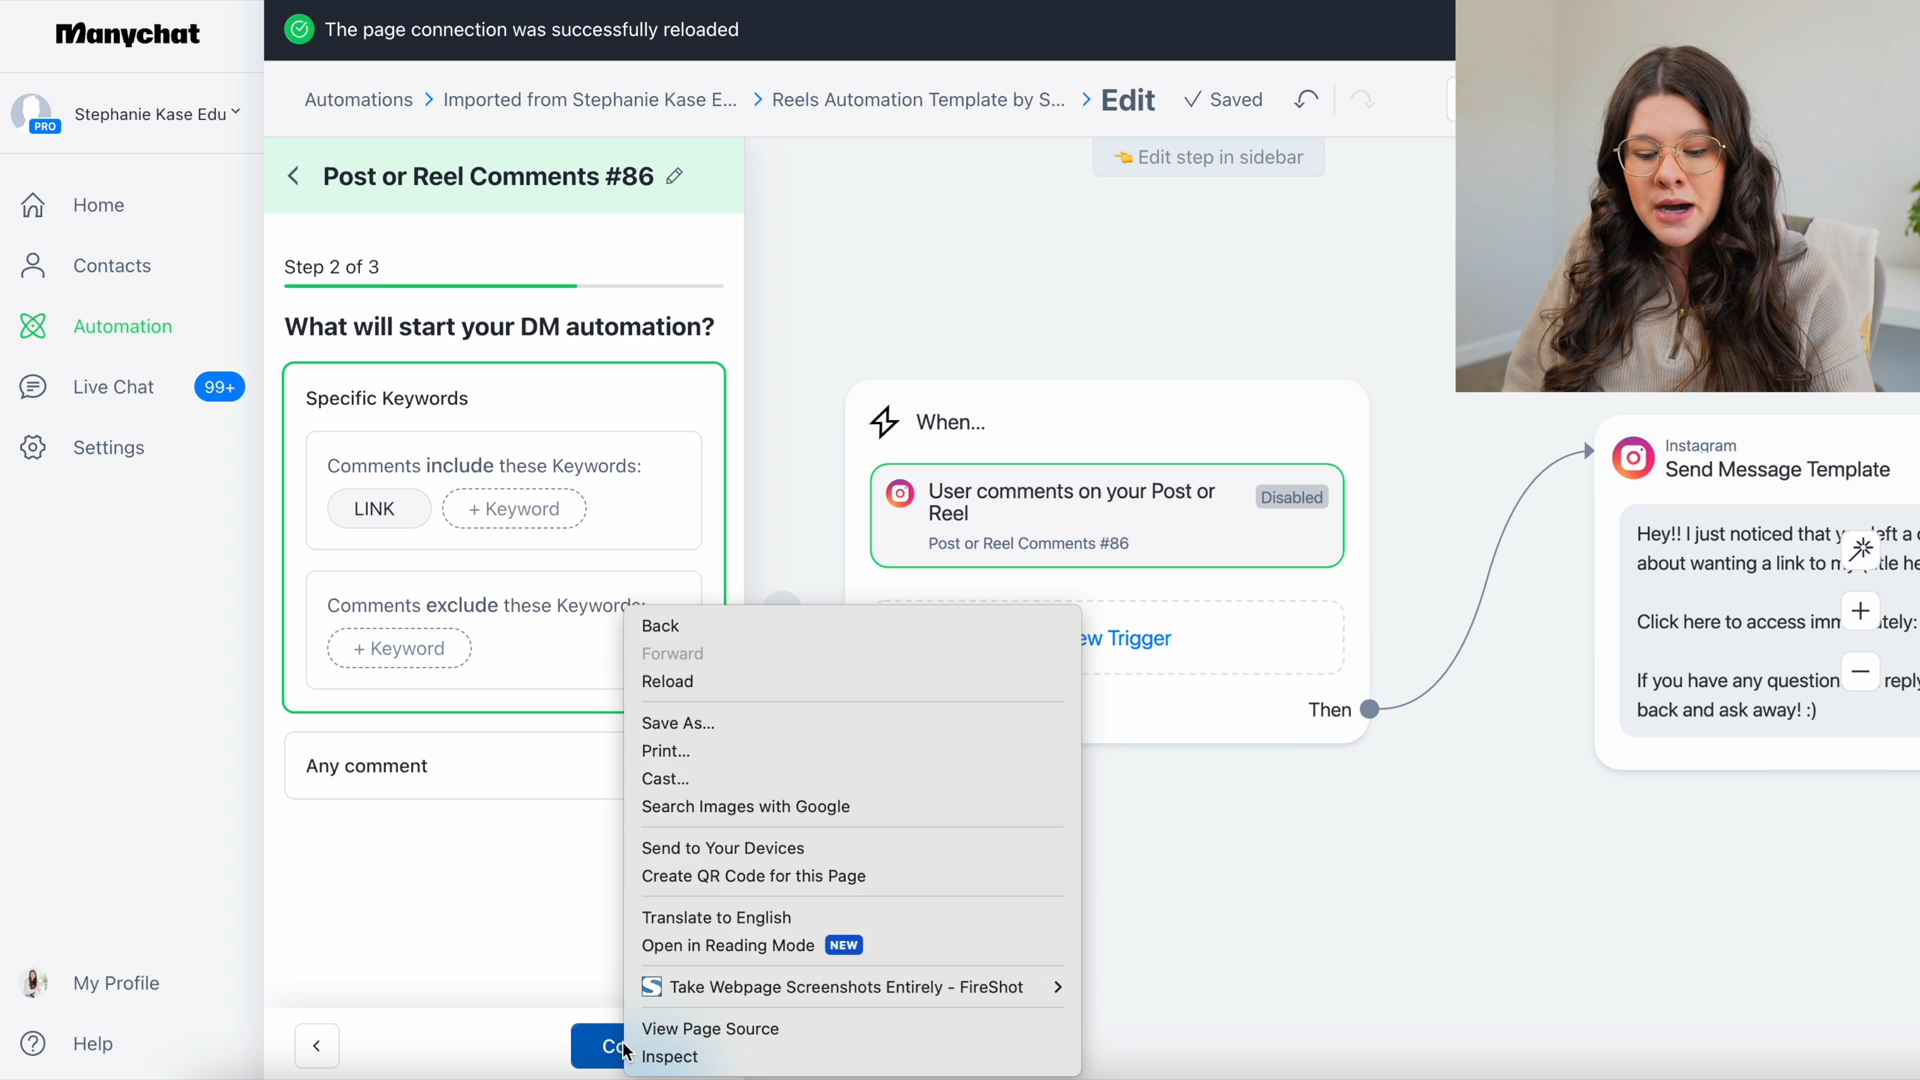 Manychat
The page connection was successfully reloaded
Stephanie Kase Edu
PRO
Automations > Imported from Stephanie Kase E... > Reels Automation Template by S... > Edit
Saved
👈 Edit step in sidebar
Home
Contacts
Automation
Live Chat
99+
Settings
My Profile
Help
Post or Reel Comments #86
Step 2 of 3
What will start your DM automation?
Specific Keywords
Comments include these Keywords:
LINK
+ Keyword
Comments exclude these Keywords:
+ Keyword
Any comment
Co
Back
Forward
Reload
Save As...
Print...
Cast...
Search Images with Google
Send to Your Devices
Create QR Code for this Page
Translate to English
Open in Reading Mode NEW
Take Webpage Screenshots Entirely - FireShot
View Page Source
Inspect
When...
User comments on your Post or
Reel
Disabled
Post or Reel Comments #86
ew Trigger
Then
Instagram
Send Message Template
Hey!! I just noticed that left a
about wanting a link to
Click here to access
If you have any question reply
back and ask away! :)